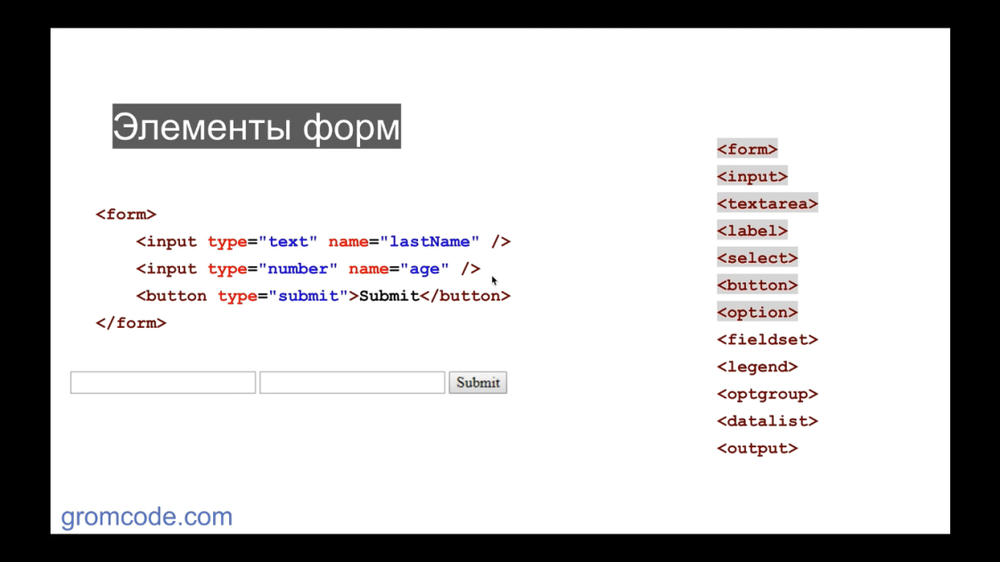 Элементы форм
<form>
<input type="text" name="lastName" />
<input type="number" name="age" />
<button type="submit">Submit</button>
</form>
Submit
<form>
<input>
<textarea>
<label>
<select>
<button>
<option>
<fieldset>
<legend>
<optgroup>
<datalist>
<output>
gromcode.com